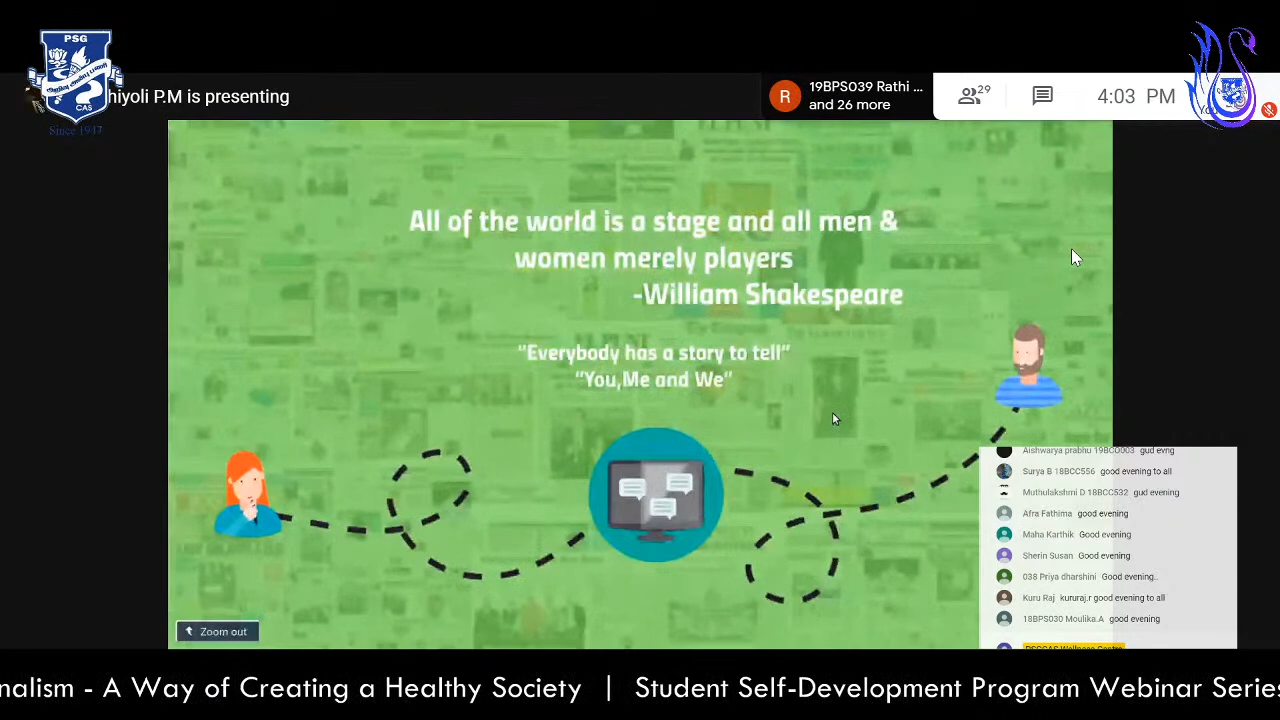 PSG
CAS
Since 1947
hiyoli P.M is presenting
R
19BPS039 Rathi ...
and 26 more
29
4:03 PM
All of the world is a stage and all men &
women merely players
-William Shakespeare
"Everybody has a story to tell"
"You,Me and We"
Zoom out
Aishwarya prabhu 19BCO003 gud evng
Surya B 18BCC556 good evening to all
Muthulakshmi D 18BCC532 gud evening
Afra Fathima good evening
Maha Karthik Good evening
Sherin Susan Good evening
038 Priya dharshini Good evening..
Kuru Raj kururaj.r good evening to all
18BPS030 Moulika.A good evening
PSGCAS Wellness Centre
nalism - A Way of Creating a Healthy Society | Student Self-Development Program Webinar Series